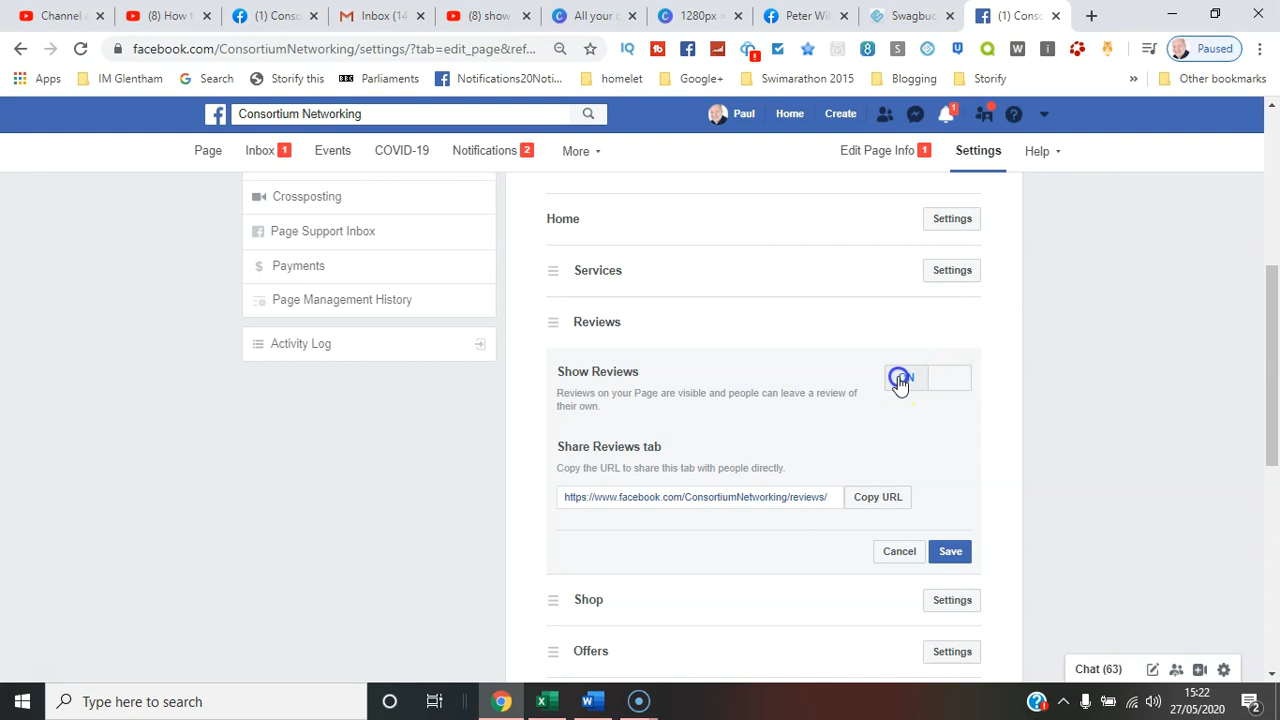 Channel a
(8) How t
(1) Conso
Inbox (14
(8) show
All your d
1280px ×
Peter Wil
Swagbuc
(1) Conso
facebook.com/ConsortiumNetworking/settings/?tab=edit_page&ref...
Paused
Apps
IM Glentham
Search
Storify this
Parliaments
Notifications20Noti...
homelet
Google+
Swimarathon 2015
Blogging
Storify
»
Other bookmarks
Consortium Networking
Paul
Home
Create
1
Page
Inbox 1
Events
COVID-19
Notifications 2
More
Edit Page Info 1
Settings
Help
Crossposting
Page Support Inbox
Payments
Page Management History
Activity Log
Home
Settings
Services
Settings
Reviews
Show Reviews
Reviews on your Page are visible and people can leave a review of
their own.
Share Reviews tab
Copy the URL to share this tab with people directly.
https://www.facebook.com/ConsortiumNetworking/reviews/
Copy URL
Cancel
Save
Shop
Settings
Offers
Settings
Chat (63)
Type here to search
15:22
27/05/2020
2